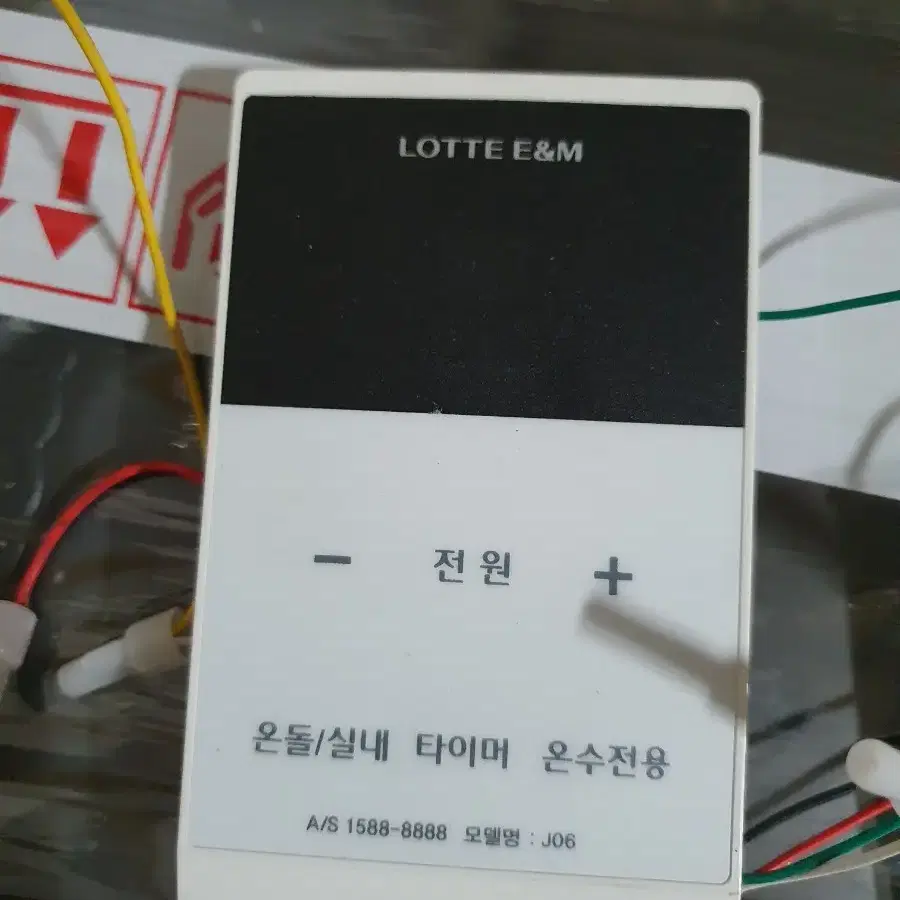 LOTTE E&M
− 전원 +
온돌/실내 타이머 온수전용
A/S 1588-8888 모델명 : J06